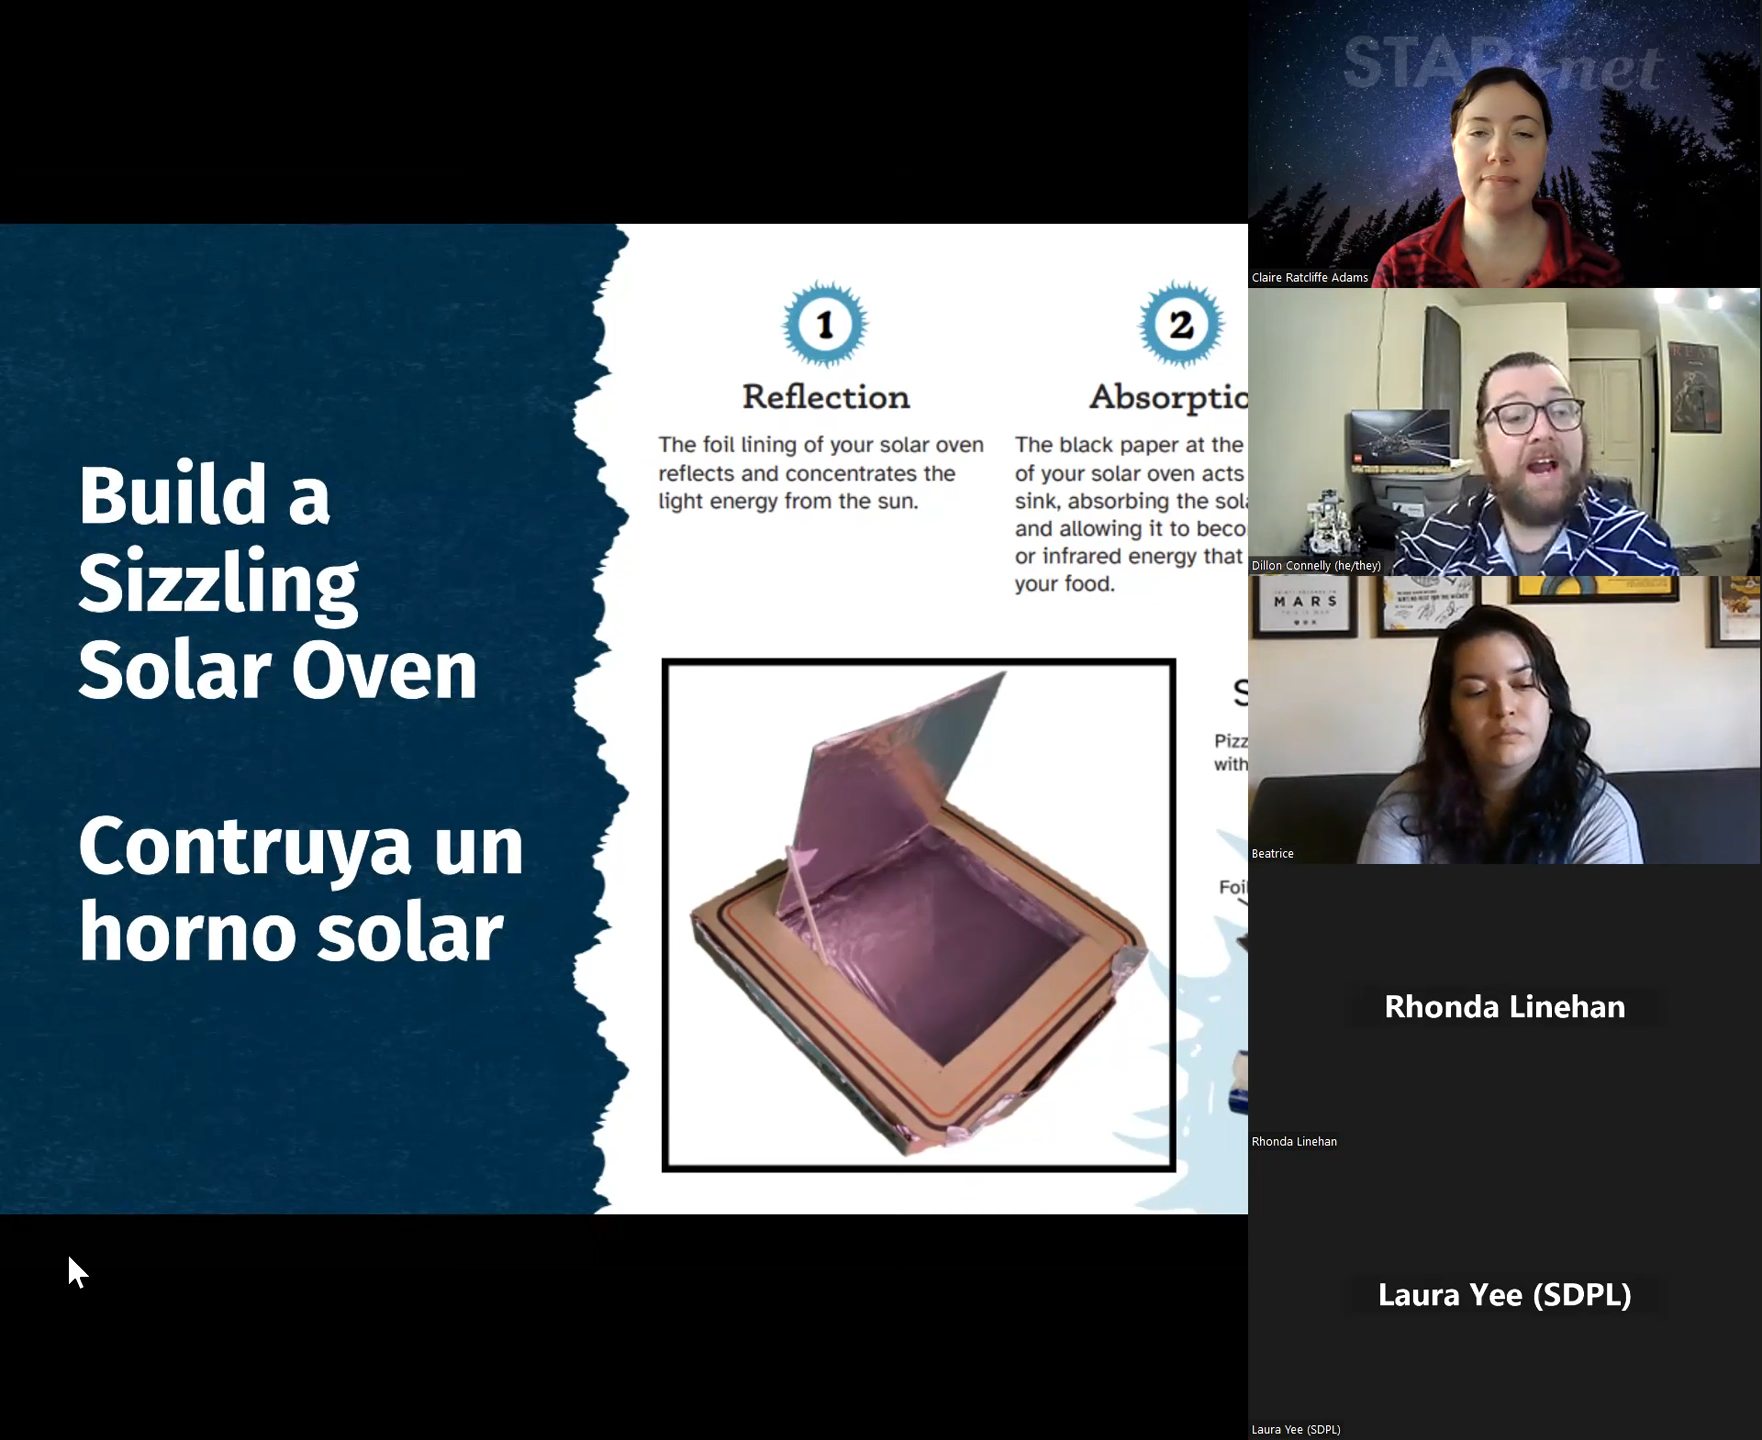 Build a
Sizzling
Solar Oven
Contruya un
horno solar
1
Reflection
The foil lining of your solar oven
reflects and concentrates the
light energy from the sun.
2
Absorptio
The black paper at the
of your solar oven acts
sink, absorbing the sola
and allowing it to beco
or infrared energy that
your food.
S
Pizz
with
Foil
STAR net
Claire Ratcliffe Adams
Dillon Connelly (he/they)
MARS
Beatrice
Rhonda Linehan
Rhonda Linehan
Laura Yee (SDPL)
Laura Yee (SDPL)